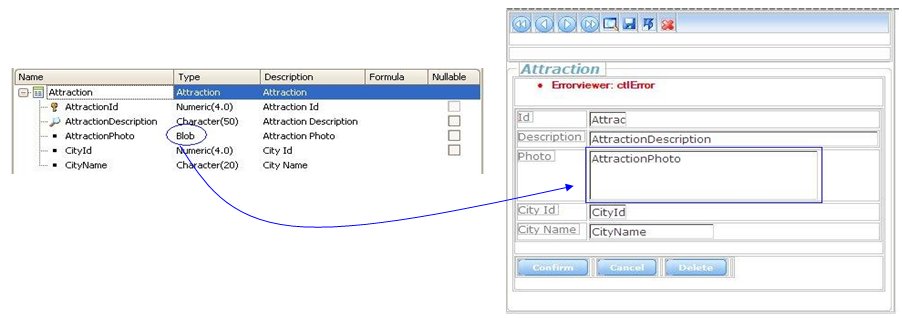 Name Type Description Formula Nullable
Attraction Attraction Attraction
AttractionId Numeric(4.0) Attraction Id
AttractionDescription Character(50) Attraction Description
AttractionPhoto Blob Attraction Photo
CityId Numeric(4.0) City Id
CityName Character(20) City Name
Attraction
Errorviewer: ctlError
Id Attrac
Description AttractionDescription
Photo AttractionPhoto
City Id CityId
City Name CityName
Confirm Cancel Delete